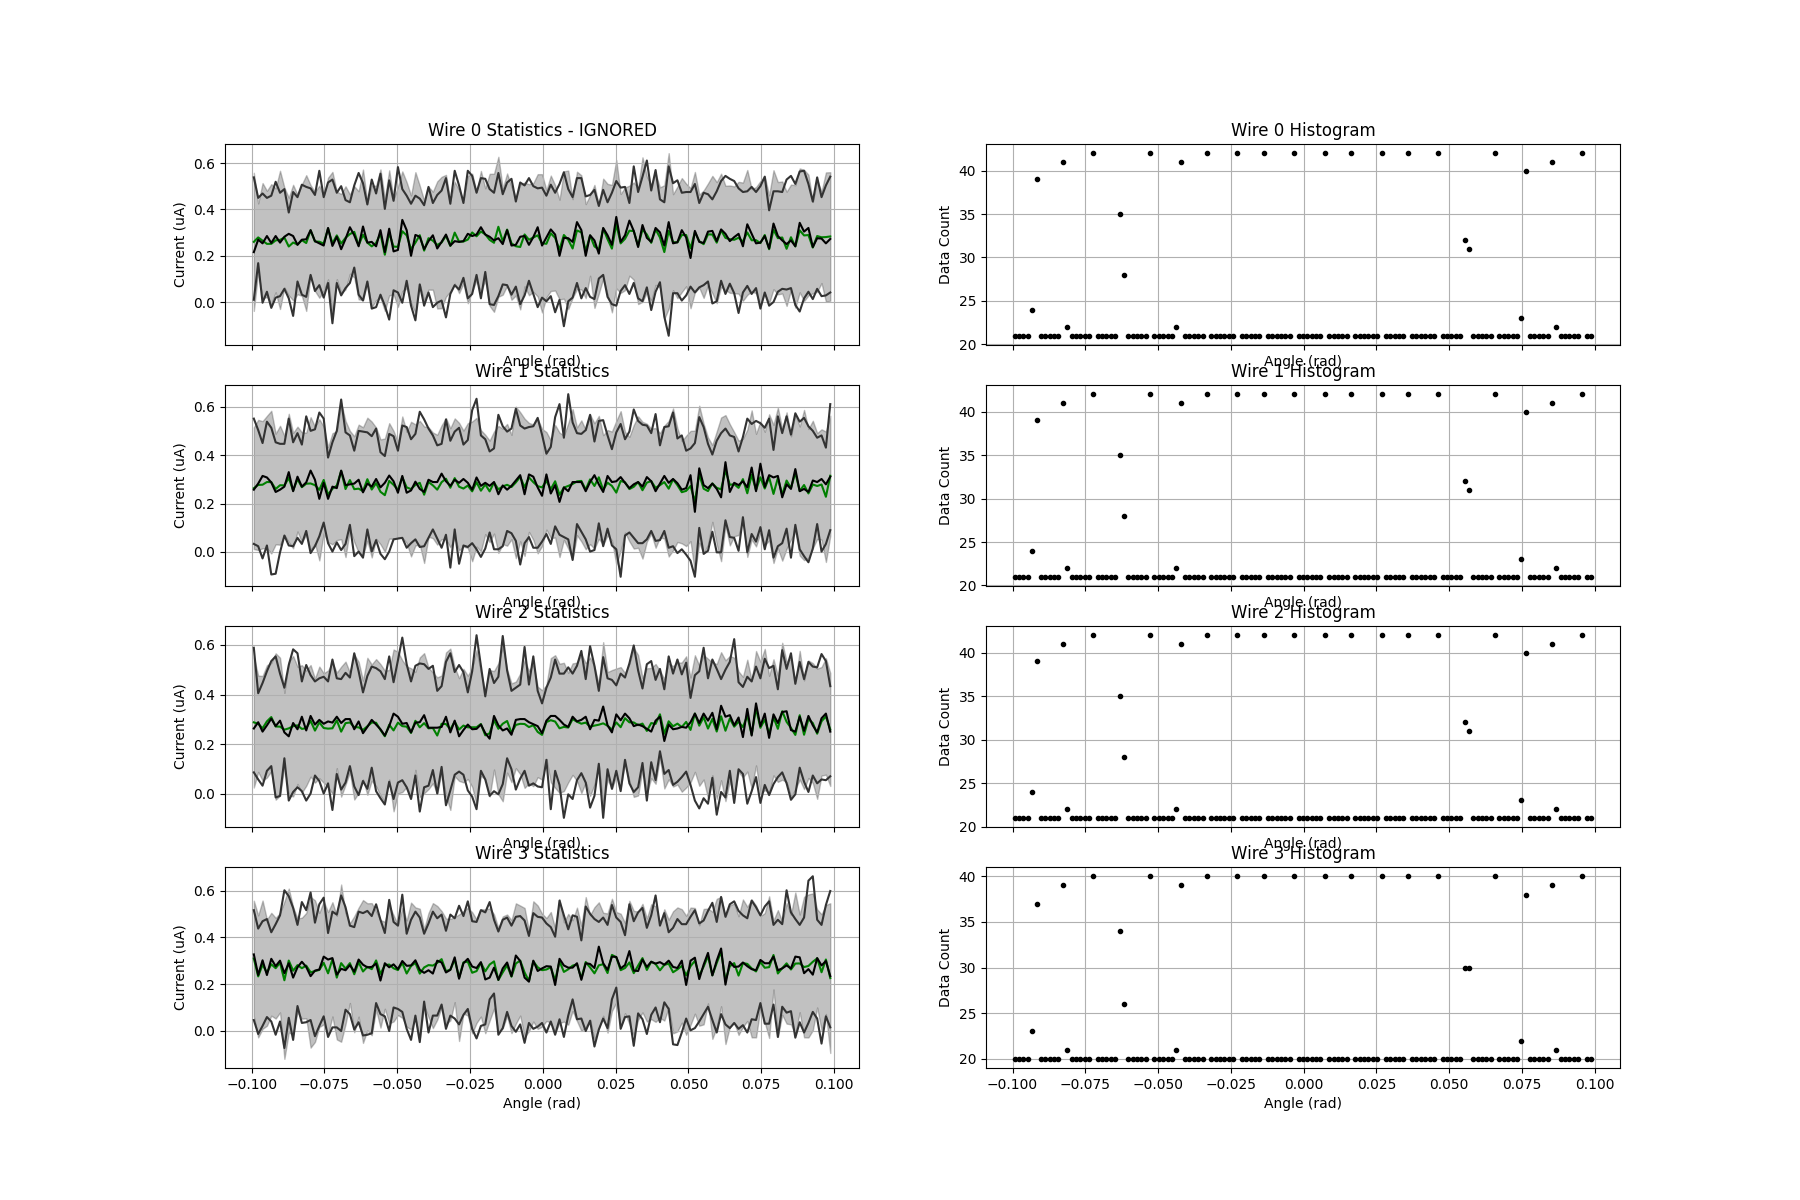 Wire 0 Statistics - IGNORED
Current (uA)
0.6
0.4
0.2
0.0
Angle (rad)
Wire 0 Histogram
Data Count
40
35
30
25
20
Angle (rad)
Wire 1 Statistics
Current (uA)
0.6
0.4
0.2
0.0
Angle (rad)
Wire 1 Histogram
Data Count
40
35
30
25
20
Angle (rad)
Wire 2 Statistics
Current (uA)
0.6
0.4
0.2
0.0
Angle (rad)
Wire 2 Histogram
Data Count
40
35
30
25
20
Angle (rad)
Wire 3 Statistics
Current (uA)
0.6
0.4
0.2
0.0
−0.100 −0.075 −0.050 −0.025 0.000 0.025 0.050 0.075 0.100
Angle (rad)
Wire 3 Histogram
Data Count
40
35
30
25
20
−0.100 −0.075 −0.050 −0.025 0.000 0.025 0.050 0.075 0.100
Angle (rad)